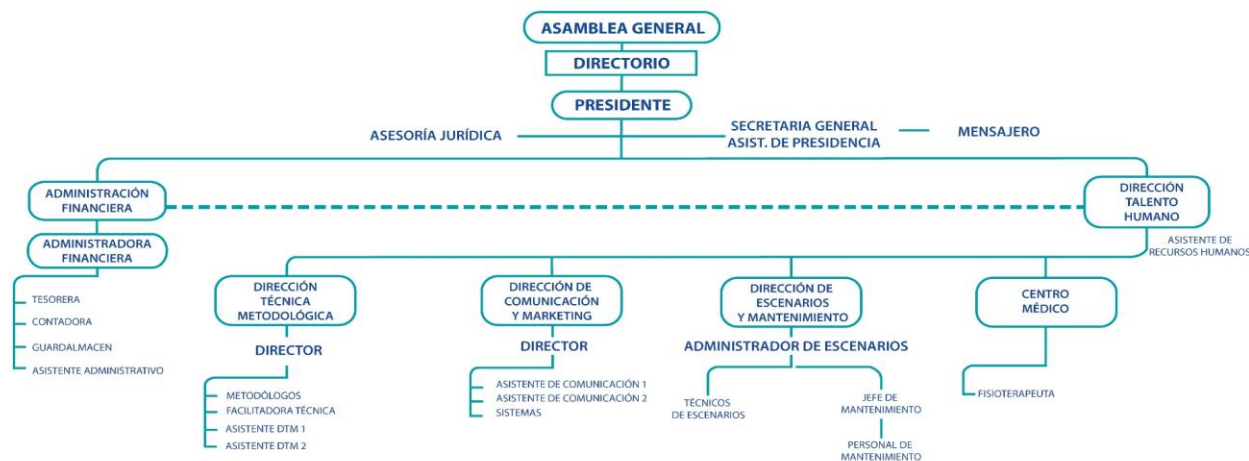 ASAMBLEA GENERAL
DIRECTORIO
PRESIDENTE
ASESORÍA JURÍDICA
SECRETARIA GENERAL
ASIST. DE PRESIDENCIA
MENSAJERO
ADMINISTRACIÓN
FINANCIERA
DIRECCIÓN
TALENTO
HUMANO
ADMINISTRADORA
FINANCIERA
ASISTENTE DE
RECURSOS HUMANOS
TESORERA
CONTADORA
GUARDALMACEN
ASISTENTE ADMINISTRATIVO
DIRECCIÓN
TÉCNICA
METODOLÓGICA
DIRECTOR
METODÓLOGOS
FACILITADORA TÉCNICA
ASISTENTE DTM 1
ASISTENTE DTM 2
DIRECCIÓN DE
COMUNICACIÓN
Y MARKETING
DIRECTOR
ASISTENTE DE COMUNICACIÓN 1
ASISTENTE DE COMUNICACIÓN 2
SISTEMAS
DIRECCIÓN DE
ESCENARIOS
Y MANTENIMIENTO
ADMINISTRADOR DE ESCENARIOS
TÉCNICOS
DE ESCENARIOS
JEFE DE
MANTENIMIENTO
PERSONAL DE
MANTENIMIENTO
CENTRO
MÉDICO
FISIOTERAPEUTA